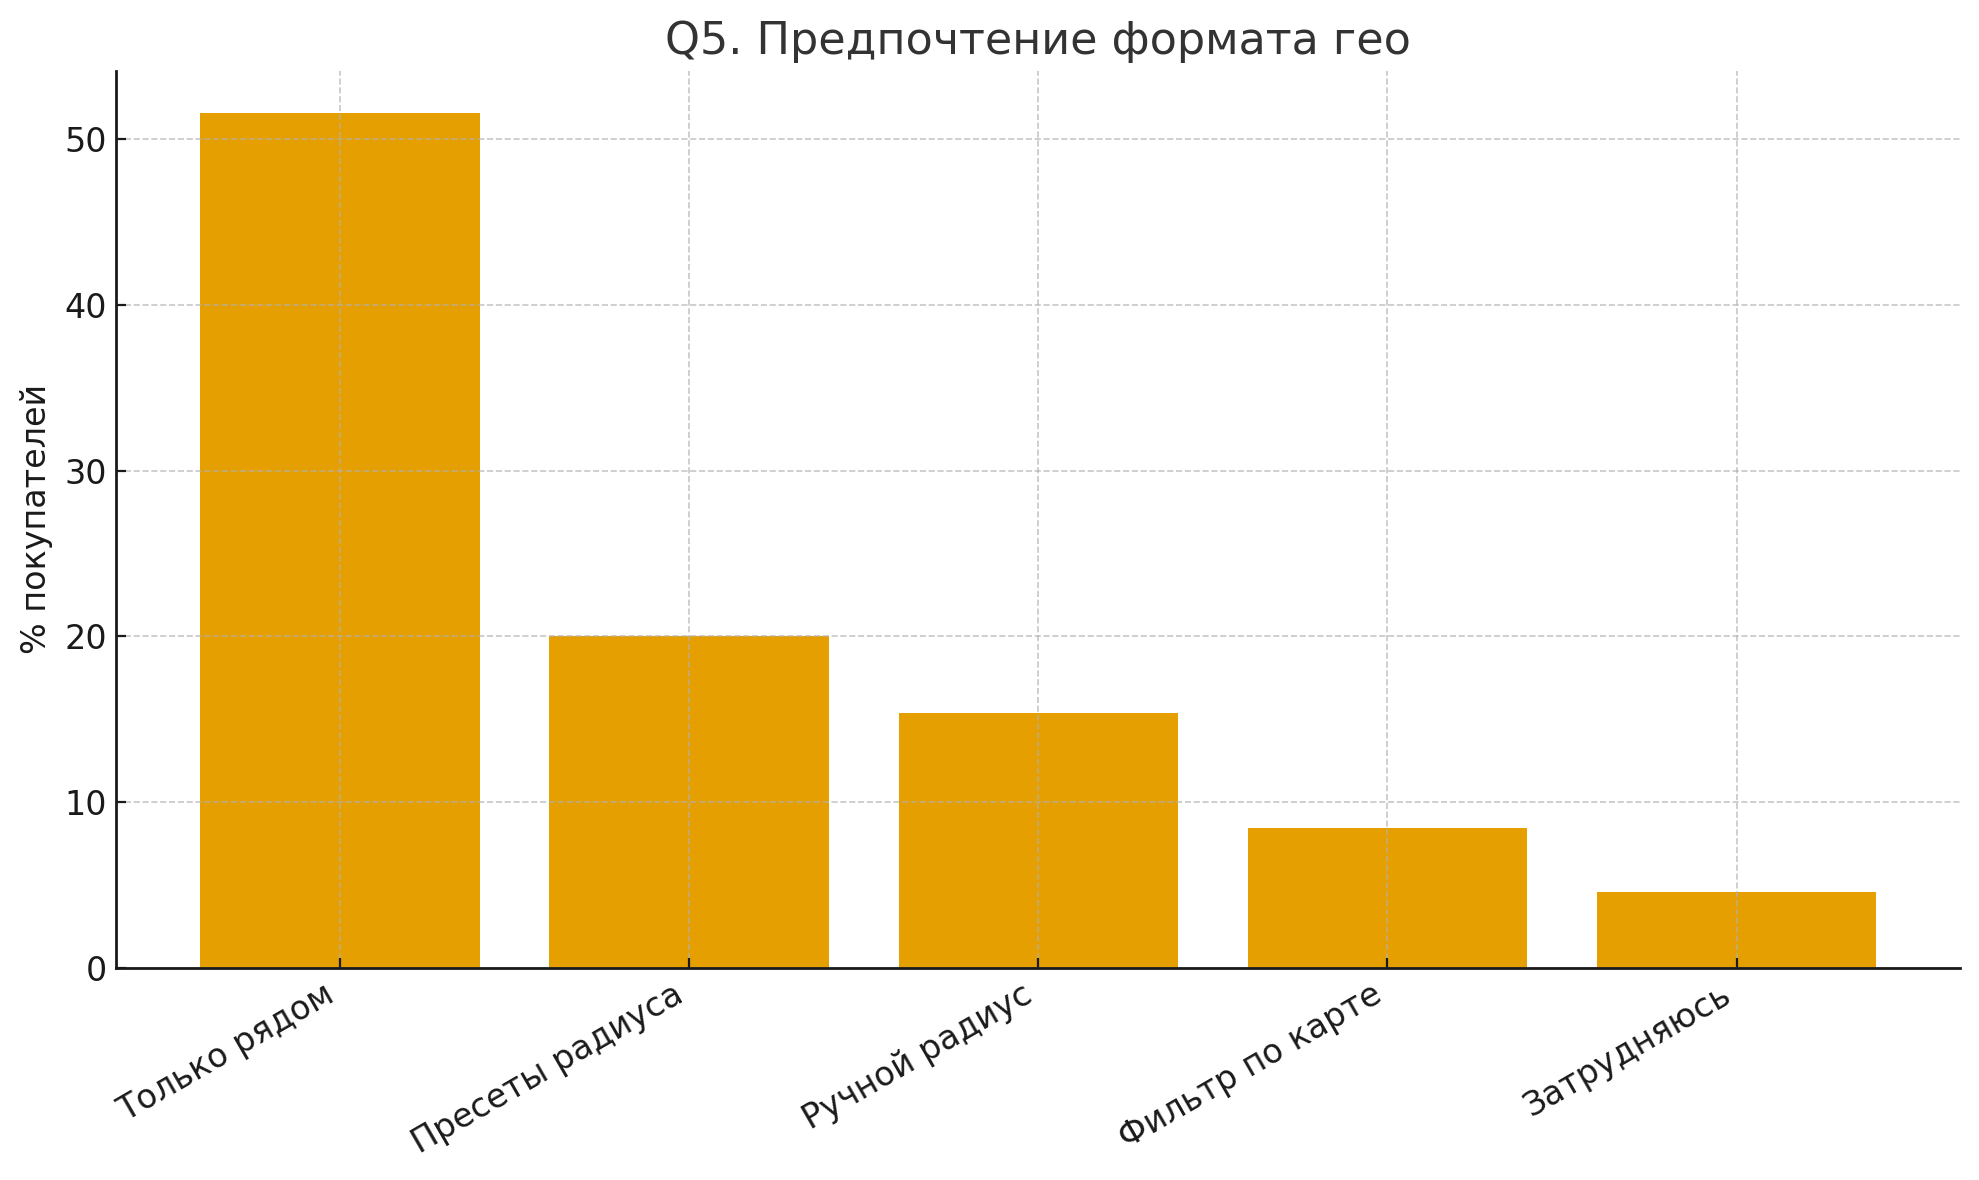 Q5. Предпочтение формата гео
% покупателей
50
40
30
20
10
0
Только рядом
Пресеты радиуса
Ручной радиус
Фильтр по карте
Затрудняюсь